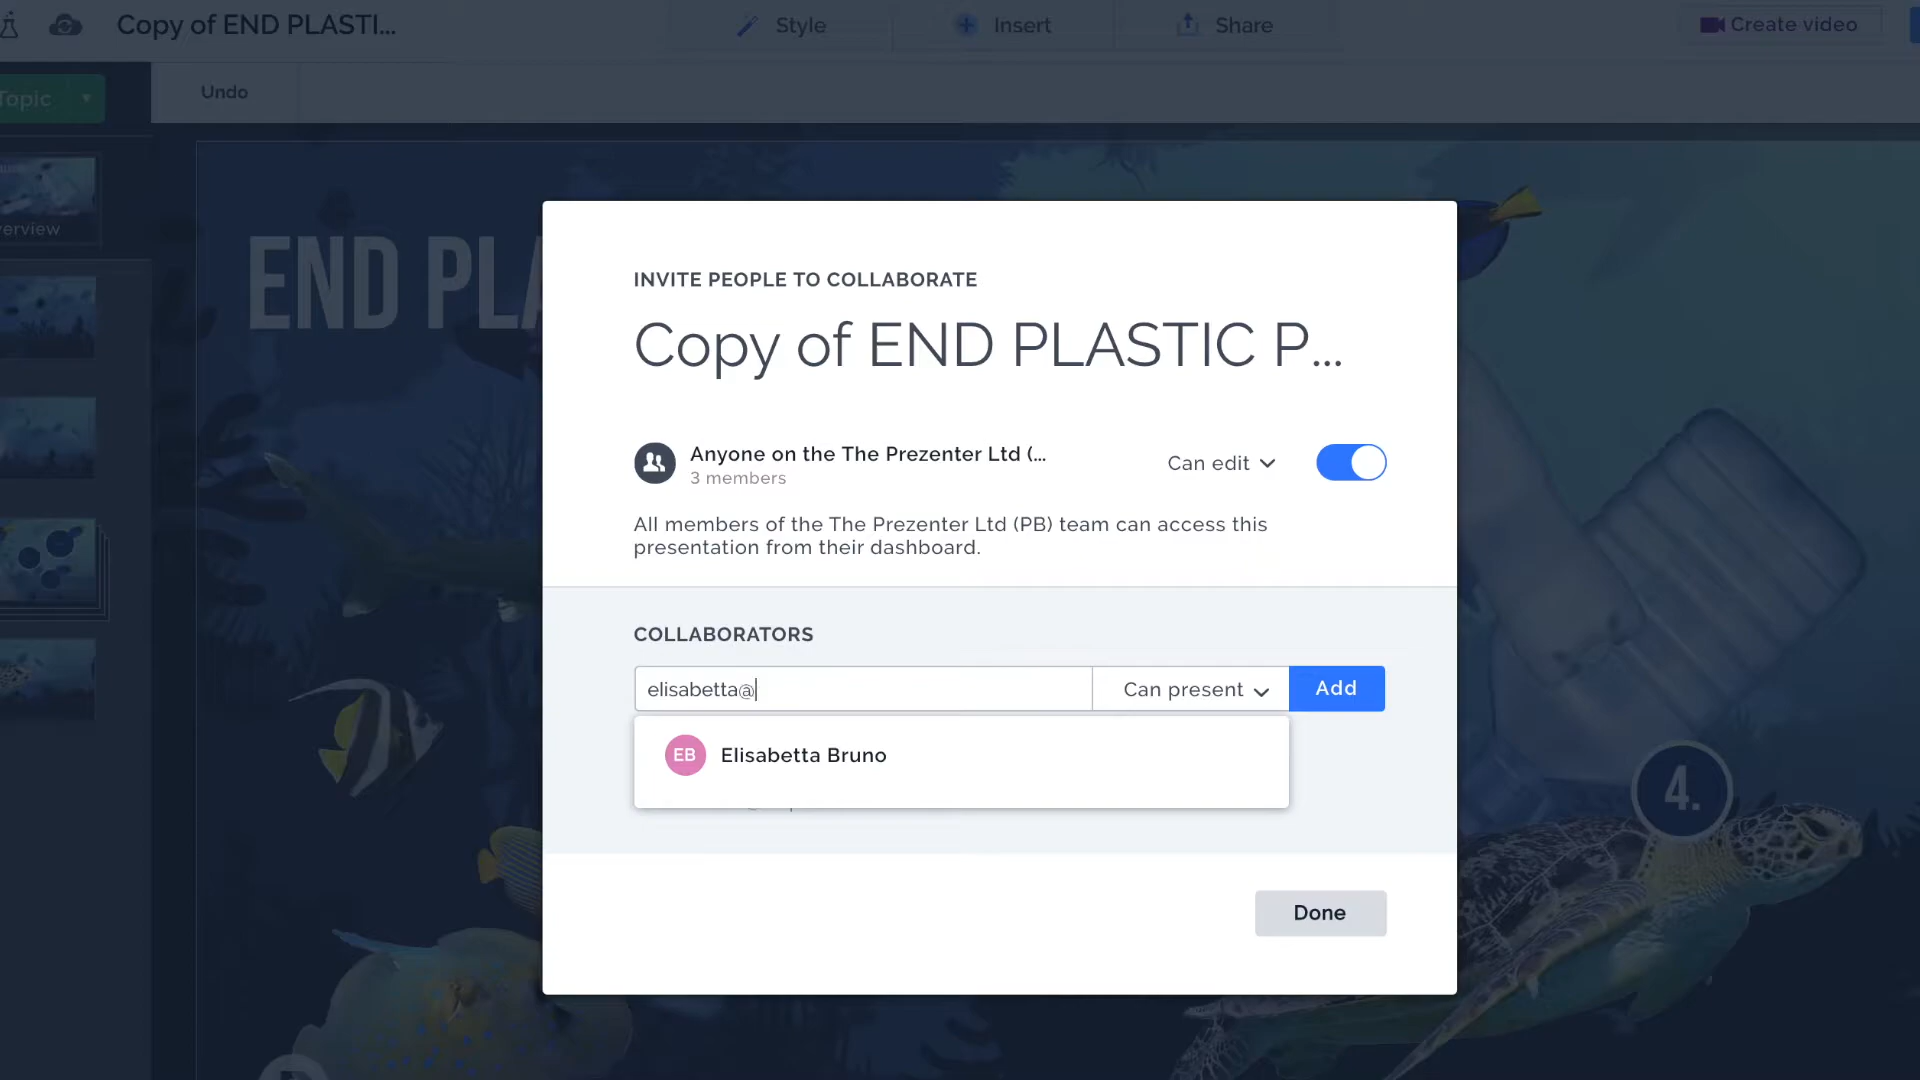 Copy of END PLASTI...
Style
Insert
Share
Create video
Topic
Undo
END PLA
INVITE PEOPLE TO COLLABORATE
Copy of END PLASTIC P...
Anyone on the The Prezenter Ltd (...
3 members
Can edit
All members of the The Prezenter Ltd (PB) team can access this
presentation from their dashboard.
COLLABORATORS
elisabetta@
Can present
Add
EB
Elisabetta Bruno
4.
Done